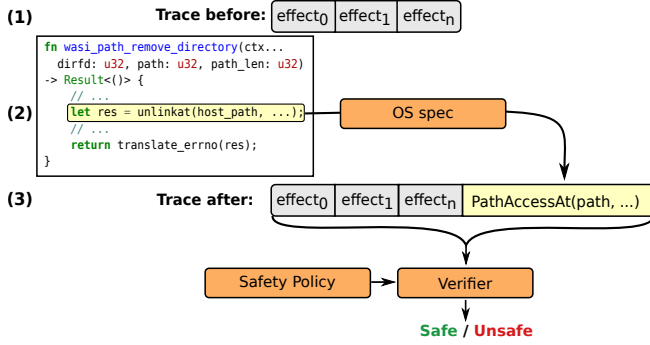 (1) Trace before: effect0 effect1 effectn
fn wasi_path_remove_directory(ctx...
dirfd: u32, path: u32, path_len: u32)
-> Result<()> {
// ...
(2) let res = unlinkat(host_path, ...); OS spec
// ...
return translate_errno(res);
}
(3) Trace after: effect0 effect1 effectn PathAccessAt(path, ...)
Safety Policy Verifier
Safe / Unsafe